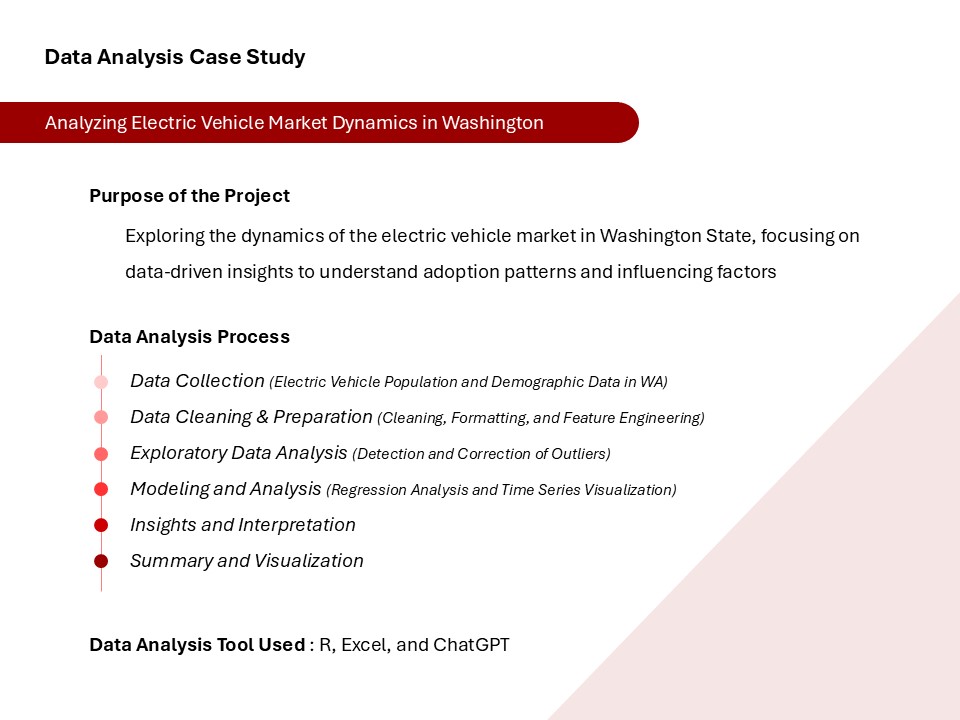 Data Analysis Case Study
Analyzing Electric Vehicle Market Dynamics in Washington
Purpose of the Project
Exploring the dynamics of the electric vehicle market in Washington State, focusing on
data-driven insights to understand adoption patterns and influencing factors
Data Analysis Process
Data Collection (Electric Vehicle Population and Demographic Data in WA)
Data Cleaning & Preparation (Cleaning, Formatting, and Feature Engineering)
Exploratory Data Analysis (Detection and Correction of Outliers)
Modeling and Analysis (Regression Analysis and Time Series Visualization)
Insights and Interpretation
Summary and Visualization
Data Analysis Tool Used : R, Excel, and ChatGPT